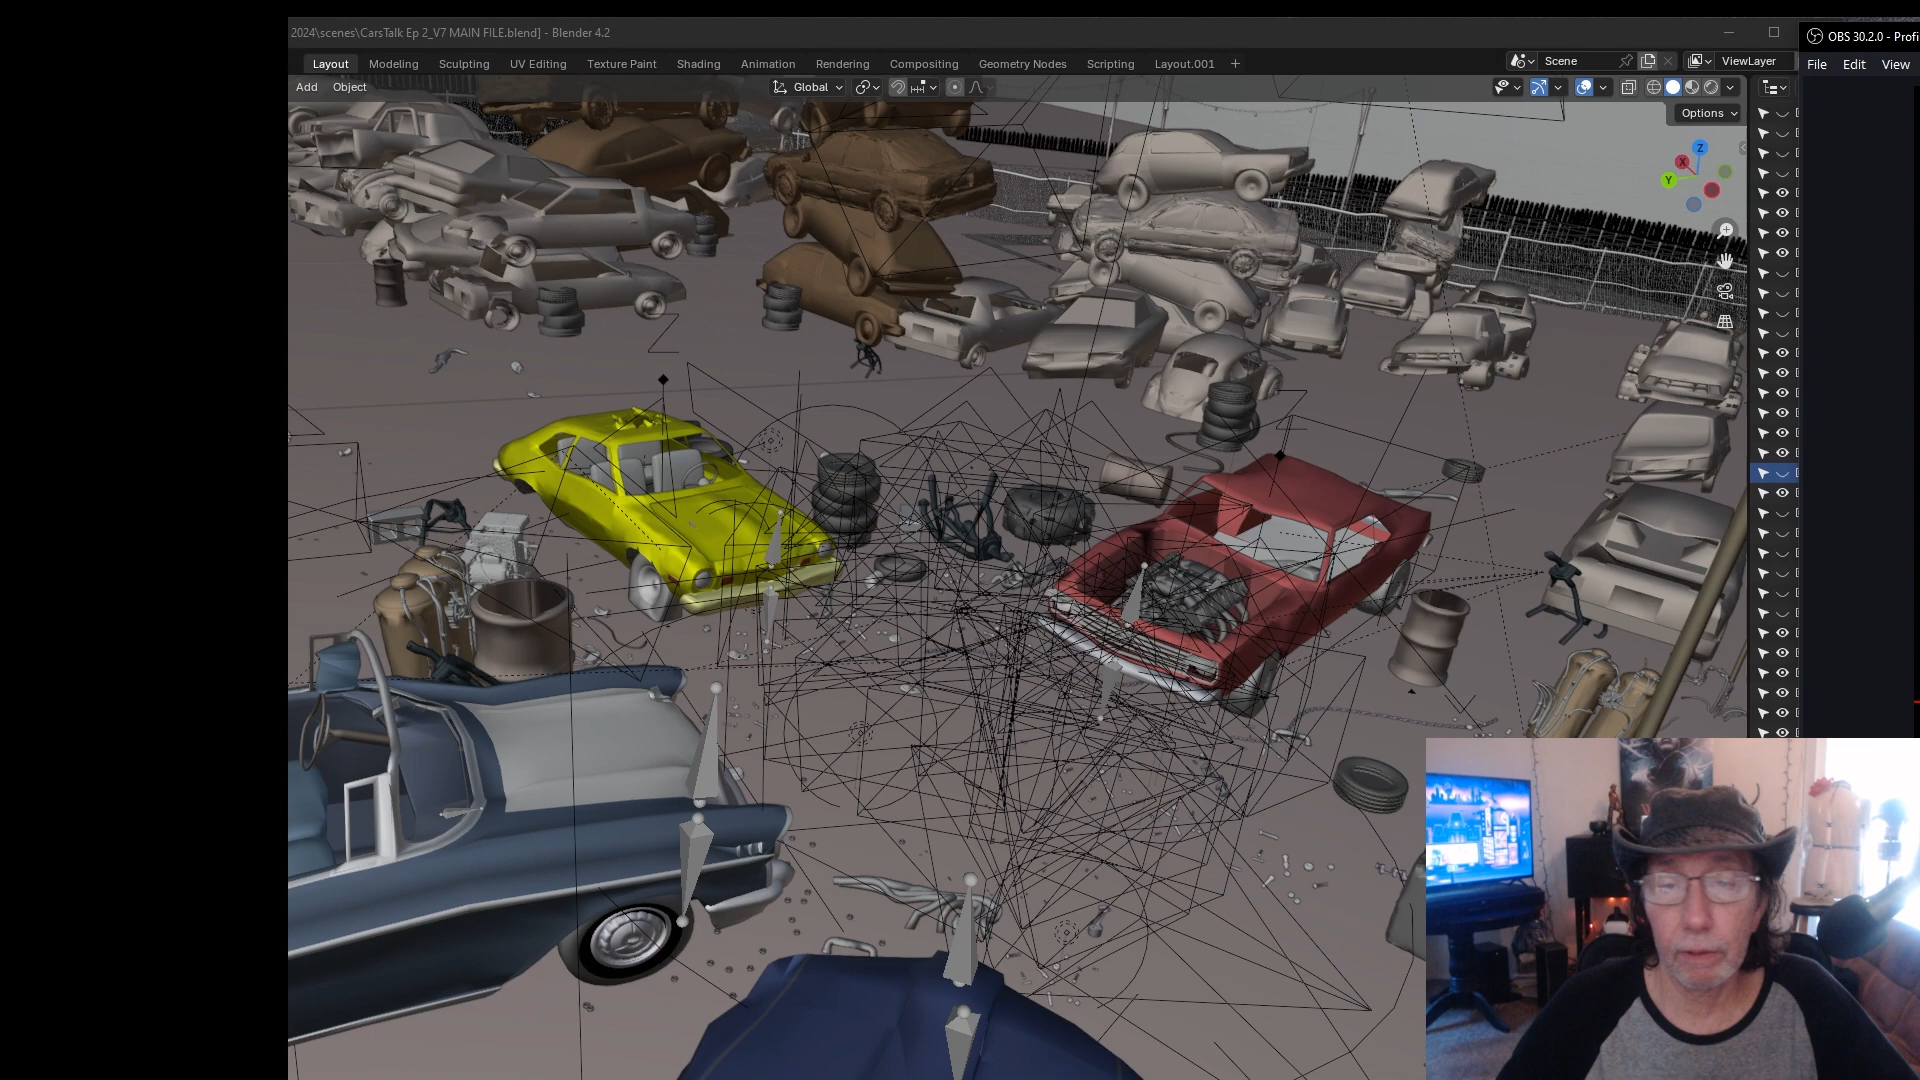 2024\scenes\CarsTalk Ep 2_V7 MAIN FILE.blend] - Blender 4.2
OBS 30.2.0 - Profi
Layout Modeling Sculpting UV Editing Texture Paint Shading Animation Rendering Compositing Geometry Nodes Scripting Layout.001 +
Scene
ViewLayer
File Edit View
Add Object
Global
Options
Z
X
Y